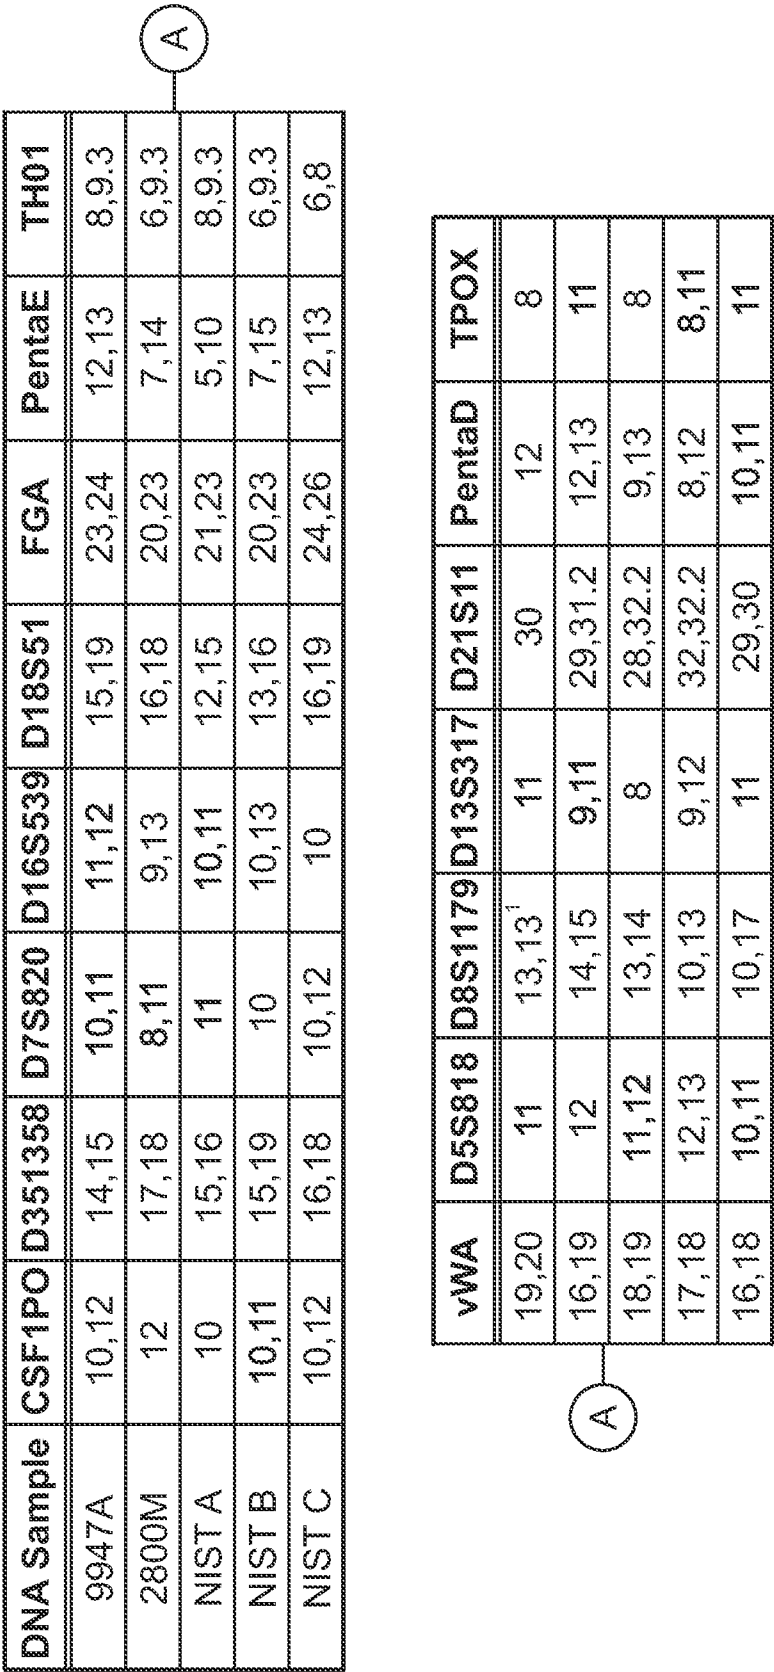 DNA Sample CSF1PO D351358 D7S820 D16S539 D18S51 FGA PentaE TH01
9947A 10,12 14,15 10,11 11,12 15,19 23,24 12,13 8,9.3
2800M 12 17,18 8,11 9,13 16,18 20,23 7,14 6,9.3
NIST A 10 15,16 11 10,11 12,15 21,23 5,10 8,9.3
NIST B 10,11 15,19 10 10,13 13,16 20,23 7,15 6,9.3
NIST C 10,12 16,18 10,12 10 16,19 24,26 12,13 6,8
A
A
vWA D5S818 D8S1179 D13S317 D21S11 PentaD TPOX
19,20 11 13,13¹ 11 30 12 8
16,19 12 14,15 9,11 29,31.2 12,13 11
18,19 11,12 13,14 8 28,32.2 9,13 8
17,18 12,13 10,13 9,12 32,32.2 8,12 8,11
16,18 10,11 10,17 11 29,30 10,11 11